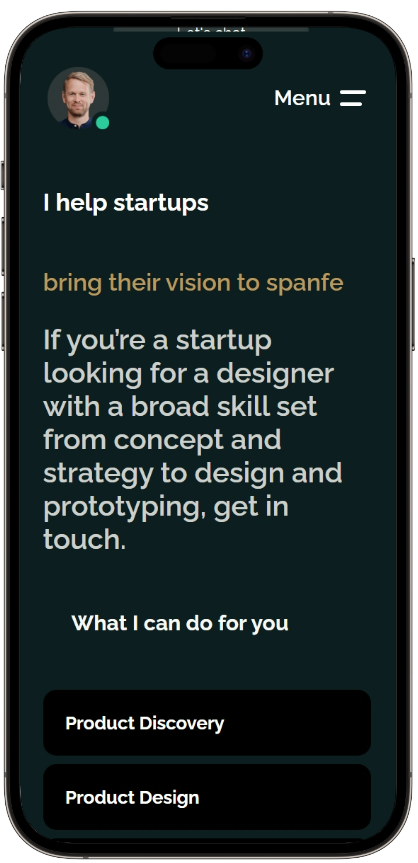 Let's chat
Menu
I help startups
bring their vision to spanfe
If you're a startup
looking for a designer
with a broad skill set
from concept and
strategy to design and
prototyping, get in
touch.
What I can do for you
Product Discovery
Product Design